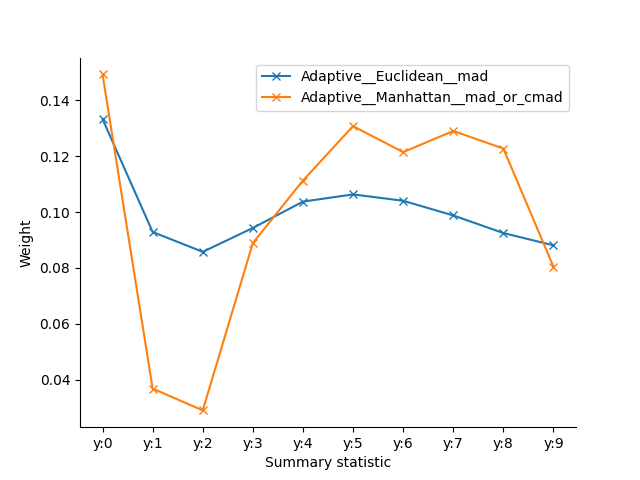 Adaptive__Euclidean__mad
Adaptive__Manhattan__mad_or_cmad
Weight
0.14
0.12
0.10
0.08
0.06
0.04
y:0 y:1 y:2 y:3 y:4 y:5 y:6 y:7 y:8 y:9
Summary statistic